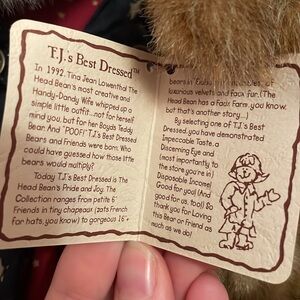 T.J.'s Best Dressed™
In 1992, Tina Jean Lowenthal The
Head Bean's most creative and
Handy-Dandy Wife whipped up a
simple little outfit...not for herself
mind you, but for her Boyds Teddy
Bear. And "POOF!" T.J.'s Best Dressed
Bears and Friends were born. Who
could have guessed how those little
bears would multiply?
Today T.J.'s Best Dressed is The
Head Bean's Pride and Joy. The
Collection ranges from petite 6"
Friends in tiny chapeaux (zat's French
for hats, you know) to gorgeous 16"+
bears in
luxurious velvets and faux fur. (The
Head Bean has a Faux Farm, you know,
but that's another story...)
By selecting one of T.J.'s Best
Dressed, you have demonstrated
Impeccable Taste, a
Discerning Eye and
(most importantly to
the store you're in)
Disposable Income!
Good for you! (And
Good for us, too!) So
thank you for Loving
this Bear or Friend as
much as we do!